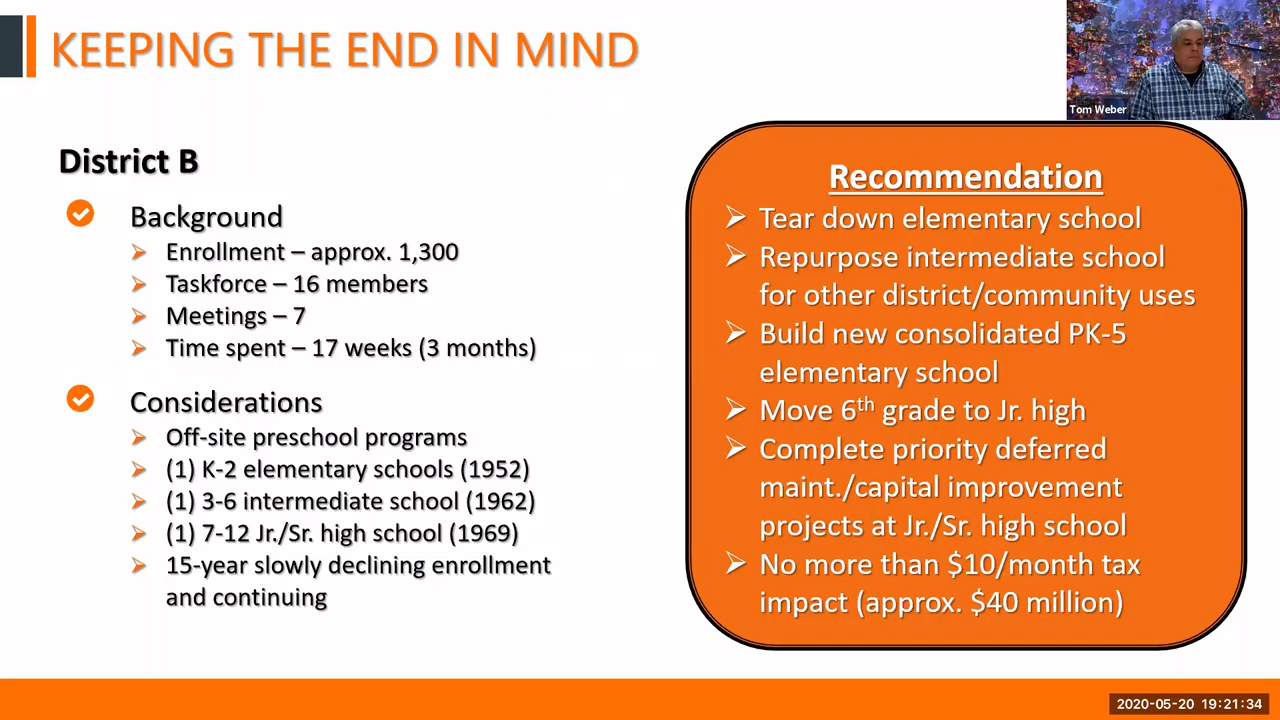 KEEPING THE END IN MIND
Tom Weber
District B
Background
Enrollment – approx. 1,300
Taskforce – 16 members
Meetings – 7
Time spent – 17 weeks (3 months)
Considerations
Off-site preschool programs
(1) K-2 elementary schools (1952)
(1) 3-6 intermediate school (1962)
(1) 7-12 Jr./Sr. high school (1969)
15-year slowly declining enrollment
and continuing
Recommendation
Tear down elementary school
Repurpose intermediate school
for other district/community uses
Build new consolidated PK-5
elementary school
Move 6th grade to Jr. high
Complete priority deferred
maint./capital improvement
projects at Jr./Sr. high school
No more than $10/month tax
impact (approx. $40 million)
2020-05-20 19:21:34